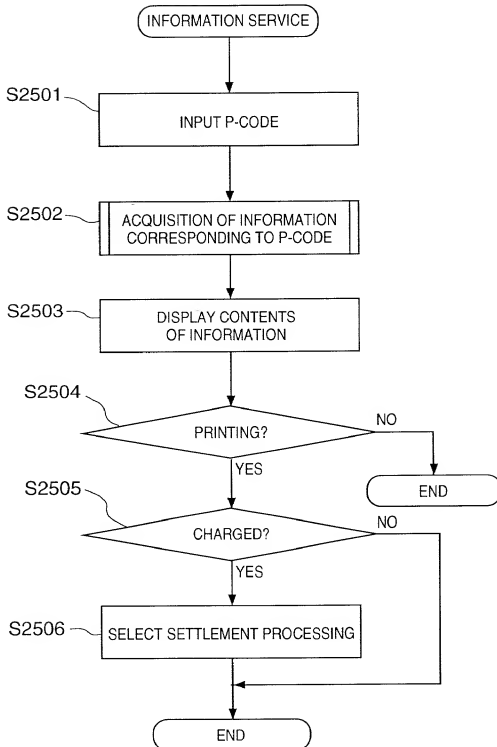 INFORMATION SERVICE
S2501
INPUT P-CODE
S2502
ACQUISITION OF INFORMATION
CORRESPONDING TO P-CODE
S2503
DISPLAY CONTENTS
OF INFORMATION
S2504
PRINTING?
NO
YES
END
S2505
CHARGED?
NO
YES
S2506
SELECT SETTLEMENT PROCESSING
END